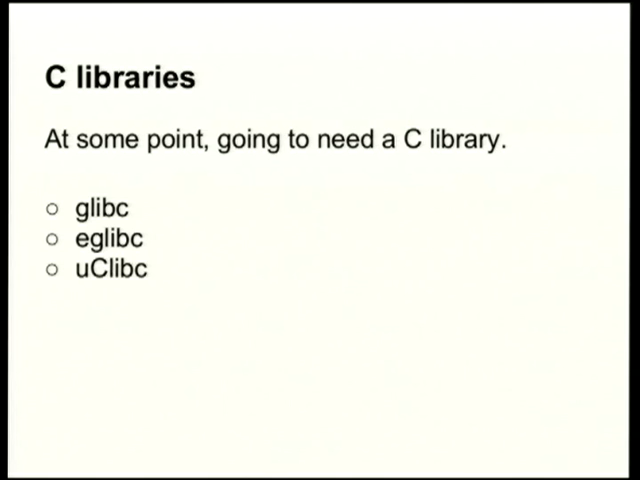 C libraries
At some point, going to need a C library.
○ glibc
○ eglibc
○ uClibc